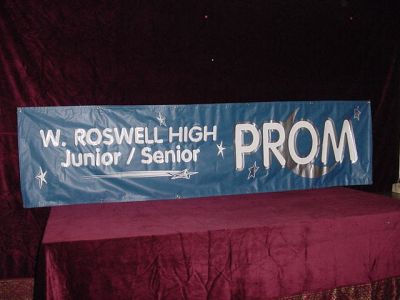 W. ROSWELL HIGH
Junior / Senior
PROM